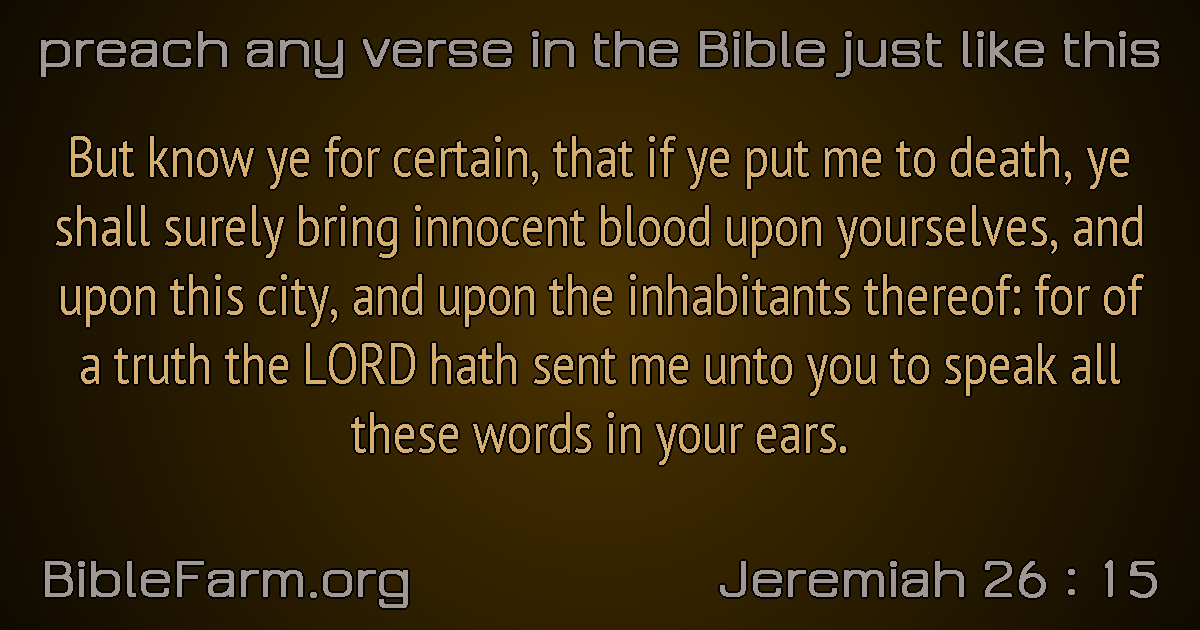 preach any verse in the Bible just like this
But know ye for certain, that if ye put me to death, ye
shall surely bring innocent blood upon yourselves, and
upon this city, and upon the inhabitants thereof: for of
a truth the LORD hath sent me unto you to speak all
these words in your ears.
BibleFarm.org
Jeremiah 26 : 15